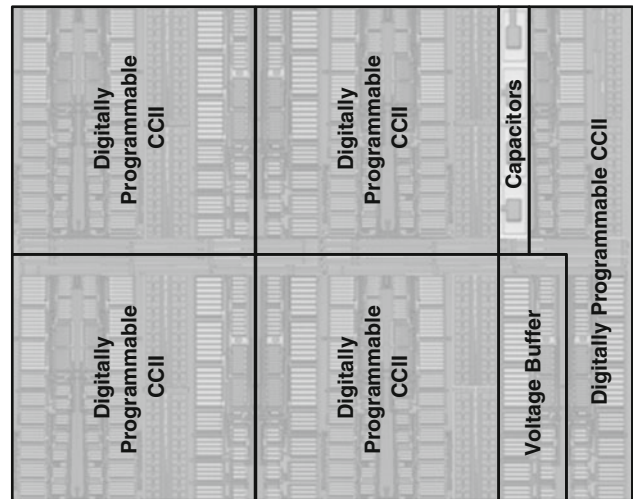 Digitally
Programmable
CCII
Digitally
Programmable
CCII
Capacitors
Digitally Programmable CCII
Digitally
Programmable
CCII
Digitally
Programmable
CCII
Voltage Buffer